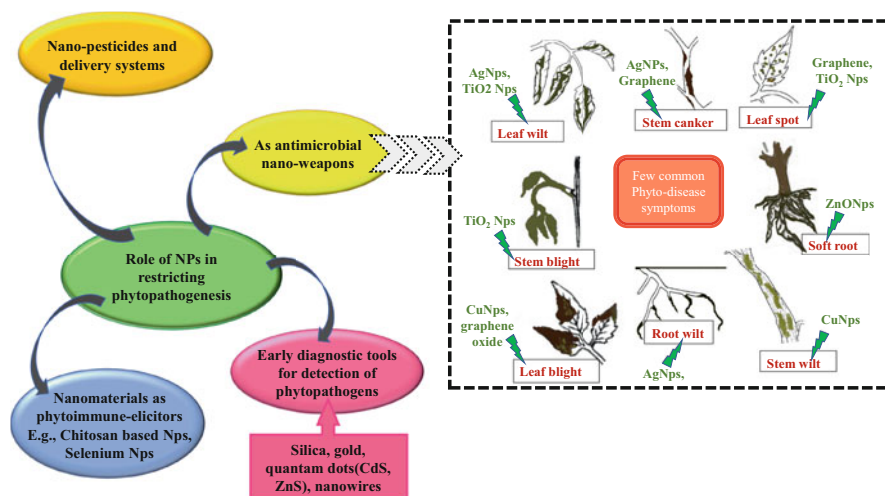 Nano-pesticides and
delivery systems
As antimicrobial
nano-weapons
Role of NPs in
restricting
phytopathogenesis
Nanomaterials as
phytoimmune-elicitors
E.g., Chitosan based Nps,
Selenium Nps
Early diagnostic tools
for detection of
phytopathogens
Silica, gold,
quantam dots(CdS,
ZnS), nanowires
AgNps,
TiO2 Nps
Leaf wilt
AgNPs,
Graphene
Stem canker
Graphene,
TiO₂ Nps
Leaf spot
TiO₂ Nps
Stem blight
Few common
Phyto-disease
symptoms
ZnONps
Soft root
CuNps,
graphene
oxide
Leaf blight
Root wilt
AgNps,
CuNps
Stem wilt